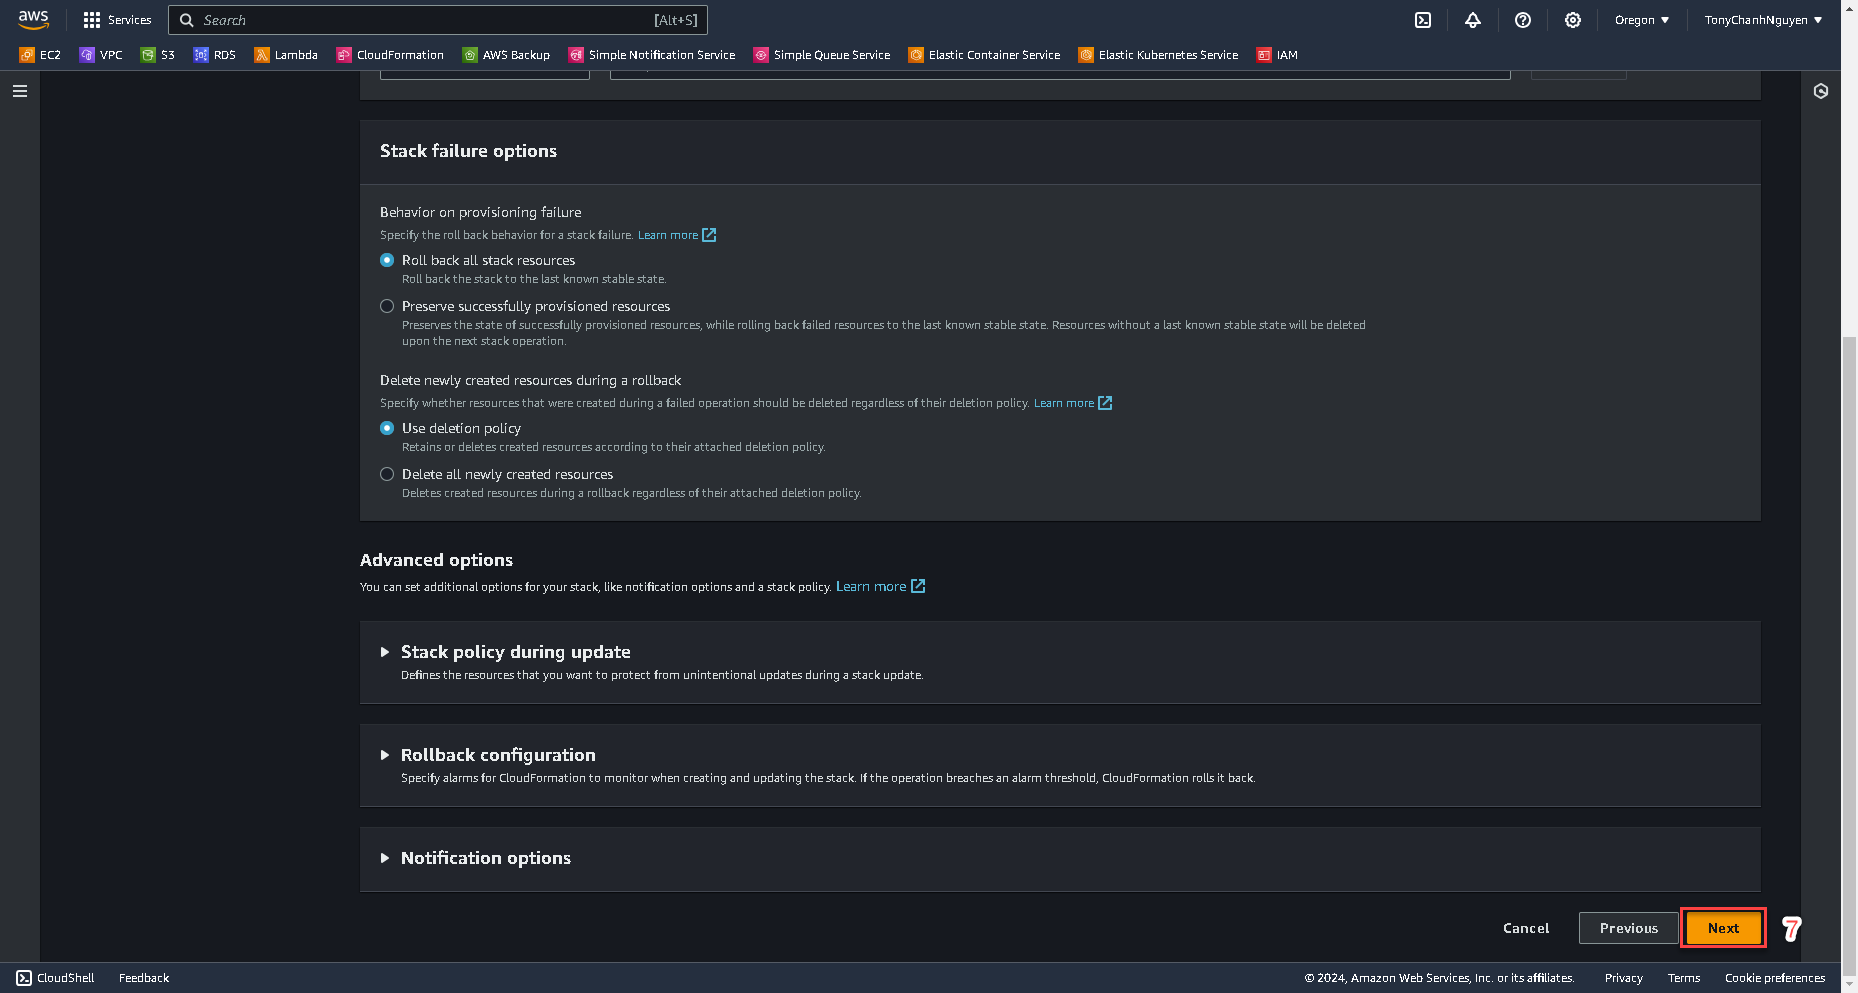 aws
Services
Search
[Alt+S]
Oregon ▼
TonyChanhNguyen ▼
EC2
VPC
S3
RDS
Lambda
CloudFormation
AWS Backup
Simple Notification Service
Simple Queue Service
Elastic Container Service
Elastic Kubernetes Service
IAM
Stack failure options
Behavior on provisioning failure
Specify the roll back behavior for a stack failure. Learn more
Roll back all stack resources
Roll back the stack to the last known stable state.
Preserve successfully provisioned resources
Preserves the state of successfully provisioned resources, while rolling back failed resources to the last known stable state. Resources without a last known stable state will be deleted
upon the next stack operation.
Delete newly created resources during a rollback
Specify whether resources that were created during a failed operation should be deleted regardless of their deletion policy. Learn more
Use deletion policy
Retains or deletes created resources according to their attached deletion policy.
Delete all newly created resources
Deletes created resources during a rollback regardless of their attached deletion policy.
Advanced options
You can set additional options for your stack, like notification options and a stack policy. Learn more
Stack policy during update
Defines the resources that you want to protect from unintentional updates during a stack update.
Rollback configuration
Specify alarms for CloudFormation to monitor when creating and updating the stack. If the operation breaches an alarm threshold, CloudFormation rolls it back.
Notification options
Cancel
Previous
Next
7
CloudShell
Feedback
© 2024, Amazon Web Services, Inc. or its affiliates.
Privacy
Terms
Cookie preferences